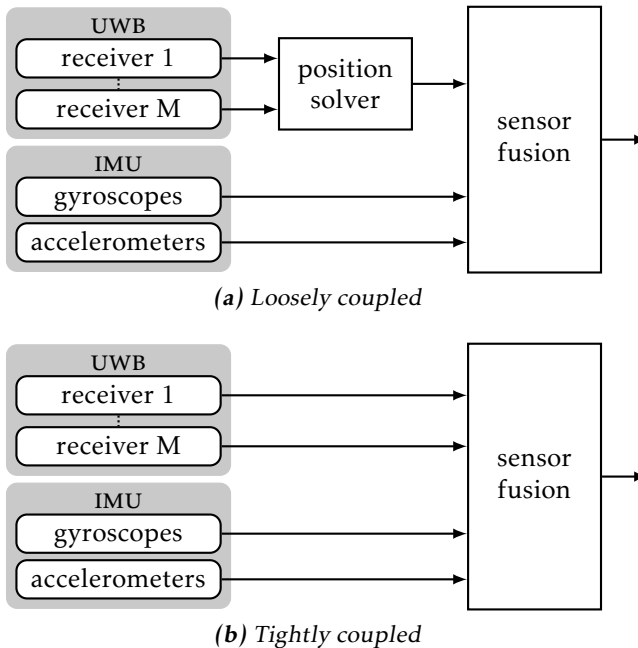 UWB
receiver 1
receiver M
position
solver
IMU
gyroscopes
accelerometers
sensor
fusion
(a) Loosely coupled
UWB
receiver 1
receiver M
IMU
gyroscopes
accelerometers
sensor
fusion
(b) Tightly coupled